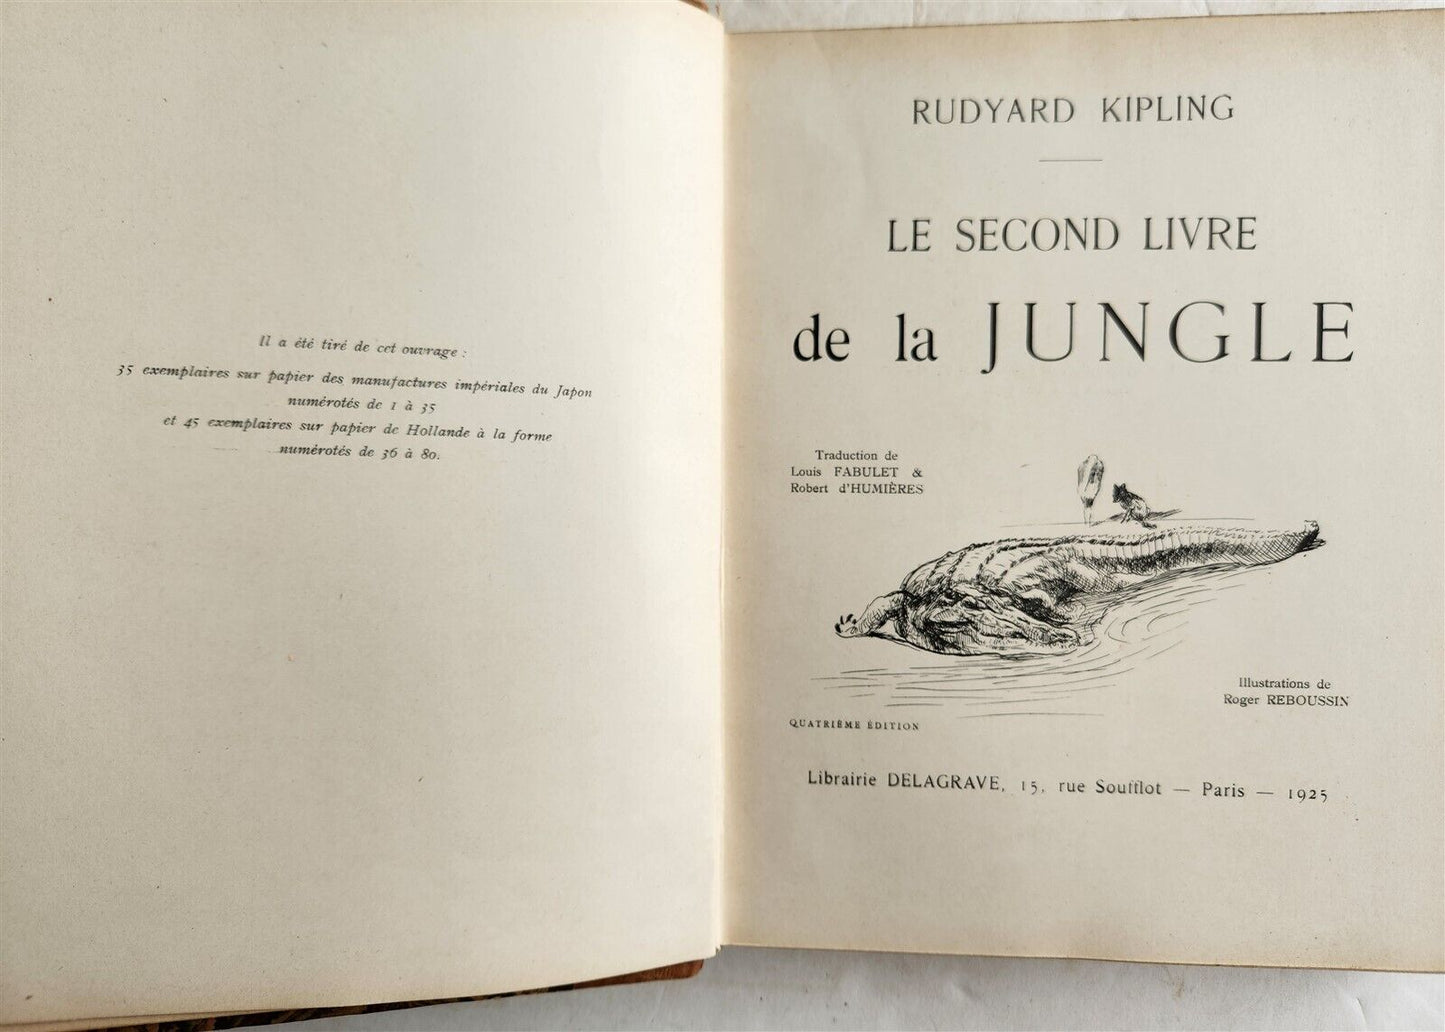 Il a été tiré de cet ouvrage :
35 exemplaires sur papier des manufactures impériales du Japon
numérotés de 1 à 35
et 45 exemplaires sur papier de Hollande à la forme
numérotés de 36 à 80.
RUDYARD KIPLING
LE SECOND LIVRE
de la JUNGLE
Traduction de
Louis FABULET &
Robert d'HUMIÈRES
Illustrations de
Roger REBOUSSIN
QUATRIÈME ÉDITION
Librairie DELAGRAVE, 15, rue Soufflot — Paris — 1925